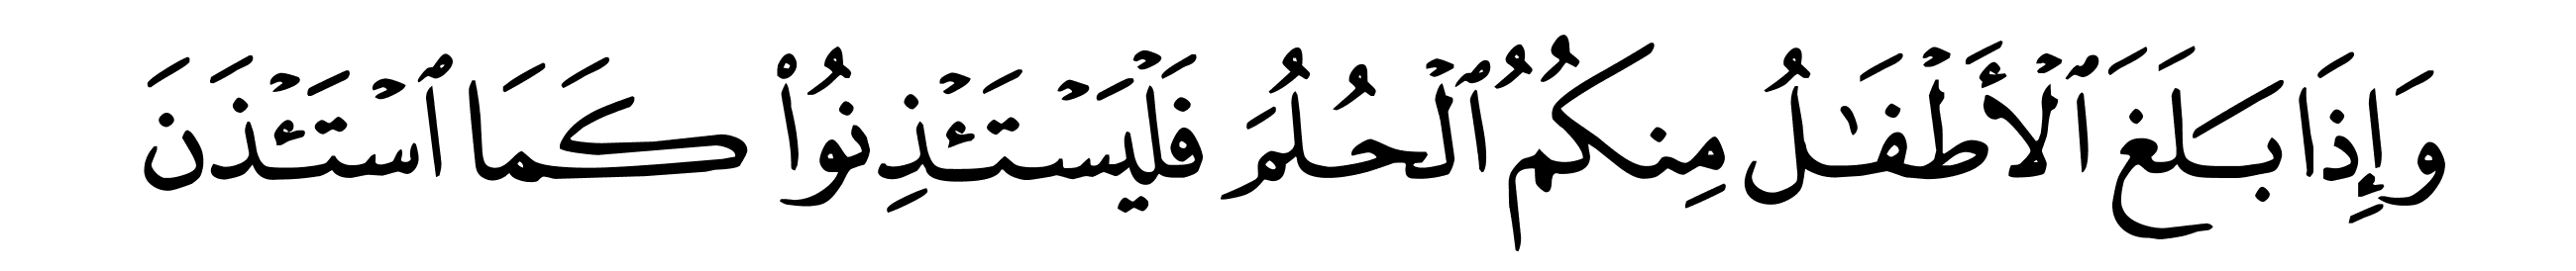 وَإِذَا بَلَغَ ٱلْأَطْفَـٰلُ مِنكُمُ ٱلْحُلُمَ فَلْيَسْتَـْٔذِنُوا۟ كَمَا ٱسْتَـْٔذَنَ